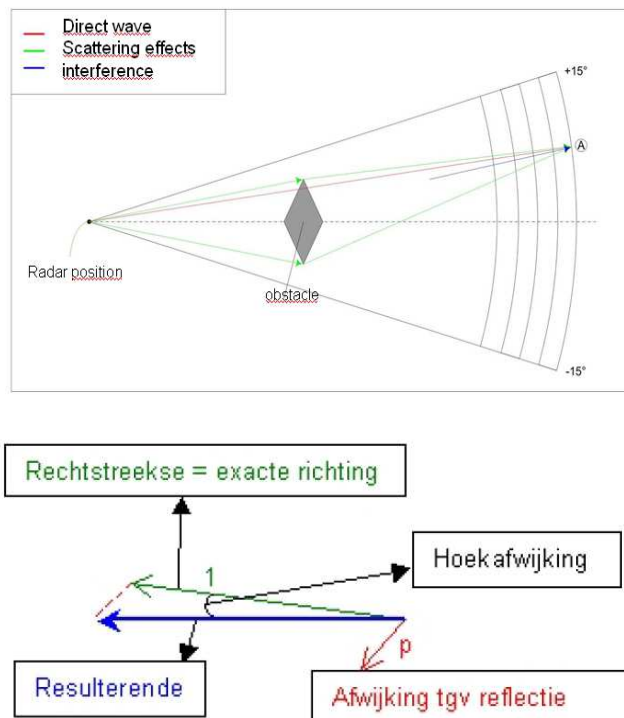 Direct wave
Scattering effects
interference
+15°
A
Radar position
obstacle
-15°
Rechtstreekse = exacte richting
1
Hoekafwijking
p
Resulterende
Afwijking tgv reflectie